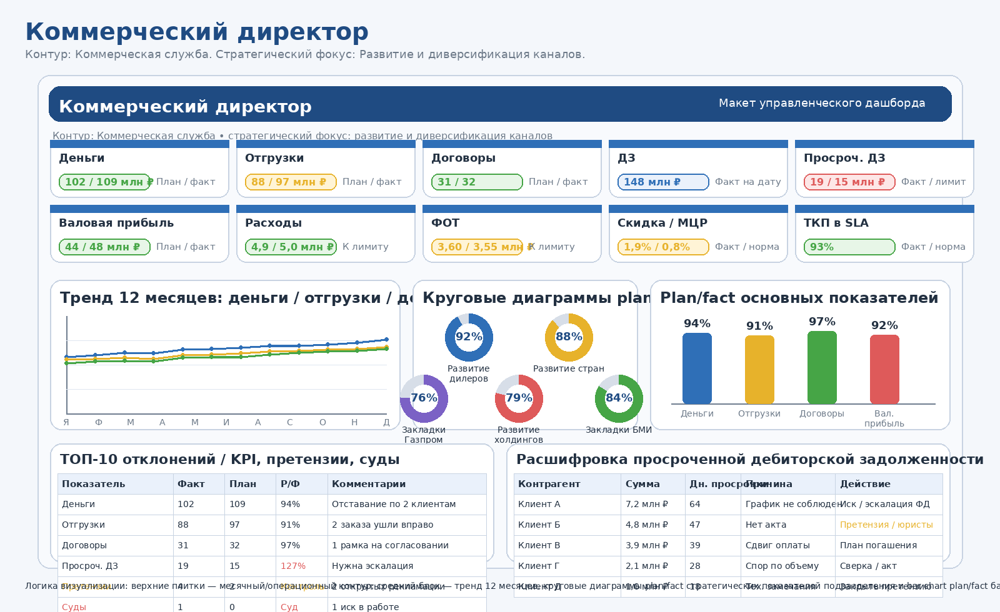 Коммерческий директор
Контур: Коммерческая служба. Стратегический фокус: Развитие и диверсификация каналов.
Коммерческий директор
Макет управленческого дашборда
Контур: Коммерческая служба • стратегический фокус: развитие и диверсификация каналов
Деньги
102 / 109 млн ₽ План / факт
Отгрузки
88 / 97 млн ₽ План / факт
Договоры
31 / 32 План / факт
ДЗ
148 млн ₽ Факт на дату
Просроч. ДЗ
19 / 15 млн ₽ Факт / лимит
Валовая прибыль
44 / 48 млн ₽ План / факт
Расходы
4,9 / 5,0 млн ₽ К лимиту
ФОТ
3,60 / 3,55 млн ₽ К лимиту
Скидка / МЦР
1,9% / 0,8% Факт / норма
ТКП в SLA
93% Факт / норма
Тренд 12 месяцев: деньги / отгрузки /
Я Ф М А М И А С О Н Д
Круговые диаграммы plan
92%
Развитие
дилеров
88%
Развитие стран
76%
Закладки
Газпром
79%
Развитие
холдингов
84%
Закладки БМИ
Plan/fact основных показателей
94% 91% 97% 92%
Деньги Отгрузки Договоры Вал.
прибыль
ТОП-10 отклонений / KPI, претензии, суды
Показатель Факт План Р/Ф Комментарии
Деньги 102 109 94% Отставание по 2 клиентам
Отгрузки 88 97 91% 2 заказа ушли вправо
Договоры 31 32 97% 1 рамка на согласовании
Просроч. ДЗ 19 15 127% Нужна эскалация
4 2 2 открытых рекламации
Суды 1 0 Суд 1 иск в работе
Расшифровка просроченной дебиторской задолженности
Контрагент Сумма Дн. просрочки Причина Действие
Клиент А 7,2 млн ₽ 64 График не соблюден Иск / эскалация ФД
Клиент Б 4,8 млн ₽ 47 Нет акта Претензия / юристы
Клиент В 3,9 млн ₽ 39 Сдвиг оплаты План погашения
Клиент Г 2,1 млн ₽ 28 Спор по объему Сверка / акт
Клиент Д 1,0 млн ₽ 18 Тех. замечания Закрыть претензию
Логика визуализации: верхние плитки — месячный/операционный контур; средний блок — тренд 12 месяцев, круговые диаграммы plan/fact стратегических показателей подразделения и bar chart plan/fact